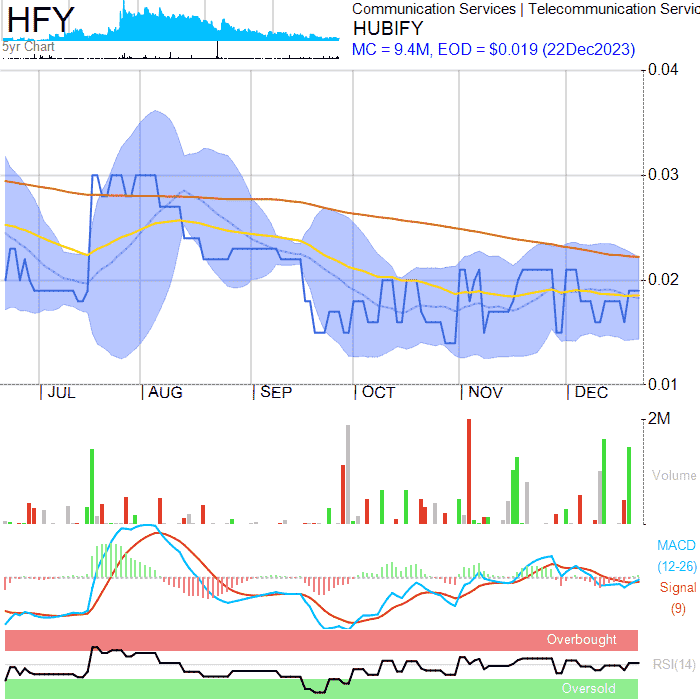 HFY
5yr Chart
Communication Services | Telecommunication Servic
HUBIFY
MC = 9.4M, EOD = $0.019 (22Dec2023)
0.04
0.03
0.02
0.01
JUL
AUG
SEP
OCT
NOV
DEC
2M
Volume
MACD
(12-26)
Signal
(9)
Overbought
RSI(14)
Oversold